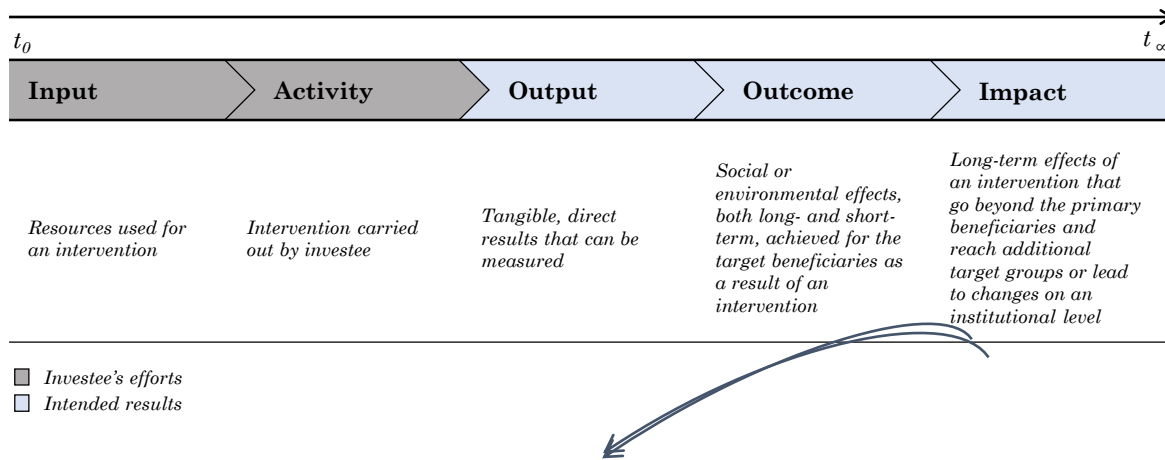 t0 t∞
Input Activity Output Outcome Impact
Resources used for
an intervention
Intervention carried
out by investee
Tangible, direct
results that can be
measured
Social or
environmental effects,
both long- and short-
term, achieved for the
target beneficiaries as
a result of an
intervention
Long-term effects of
an intervention that
go beyond the primary
beneficiaries and
reach additional
target groups or lead
to changes on an
institutional level
Investee's efforts
Intended results